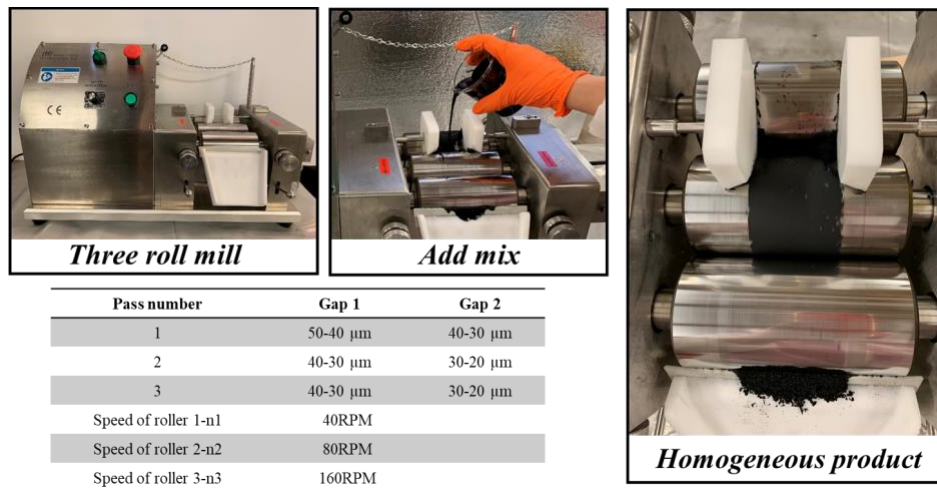 CE
Three roll mill
Add mix
Pass number Gap 1 Gap 2
1 50-40 μm 40-30 μm
2 40-30 μm 30-20 μm
3 40-30 μm 30-20 μm
Speed of roller 1-n1 40RPM
Speed of roller 2-n2 80RPM
Speed of roller 3-n3 160RPM
Homogeneous product